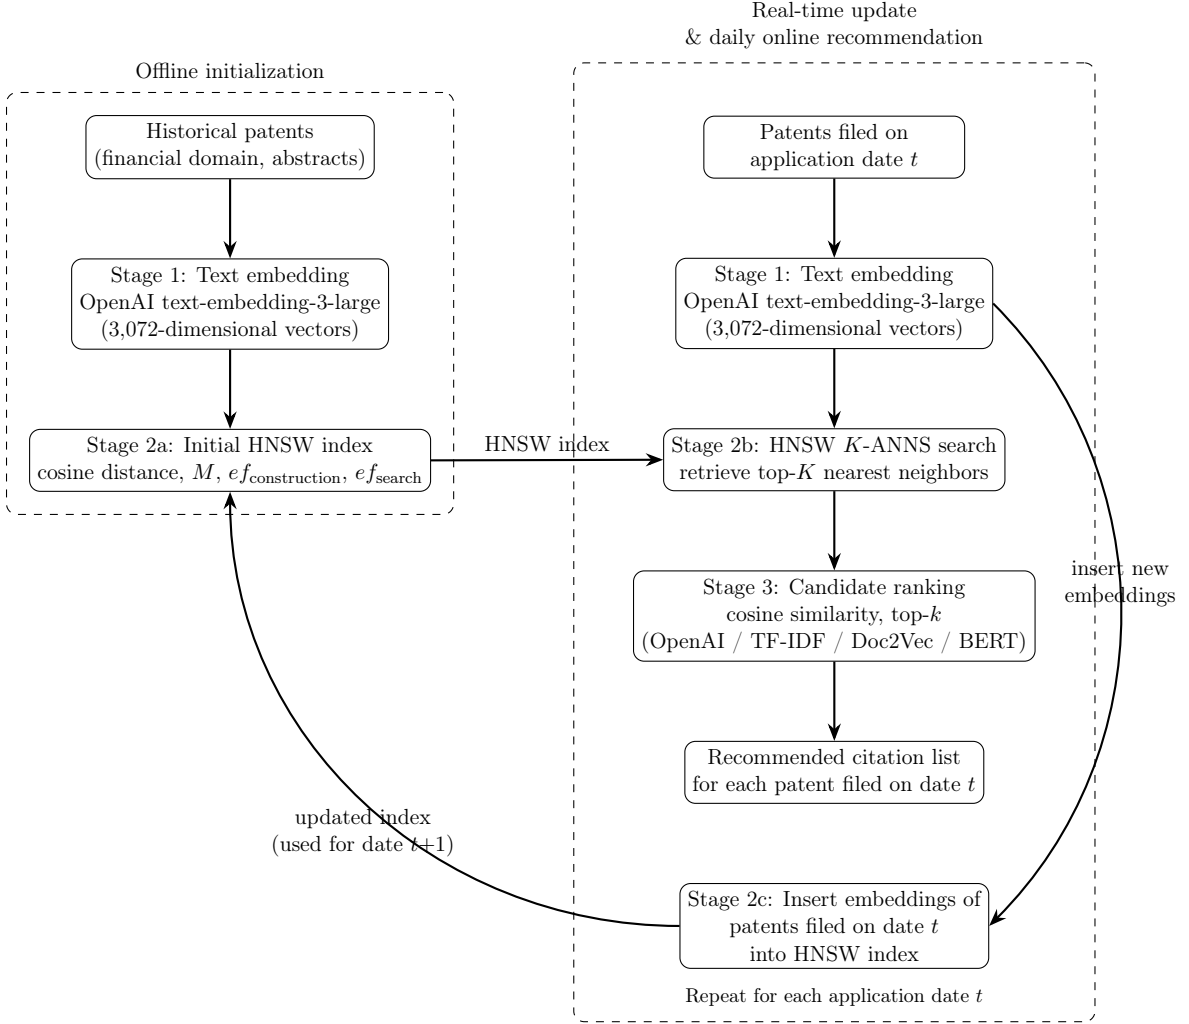 Offline initialization
Historical patents
(financial domain, abstracts)
Stage 1: Text embedding
OpenAI text-embedding-3-large
(3,072-dimensional vectors)
Stage 2a: Initial HNSW index
cosine distance, M, ef_construction, ef_search
HNSW index
Real-time update
& daily online recommendation
Patents filed on
application date t
Stage 1: Text embedding
OpenAI text-embedding-3-large
(3,072-dimensional vectors)
Stage 2b: HNSW K-ANNS search
retrieve top-K nearest neighbors
Stage 3: Candidate ranking
cosine similarity, top-k
(OpenAI / TF-IDF / Doc2Vec / BERT)
Recommended citation list
for each patent filed on date t
insert new
embeddings
Stage 2c: Insert embeddings of
patents filed on date t
into HNSW index
Repeat for each application date t
updated index
(used for date t+1)